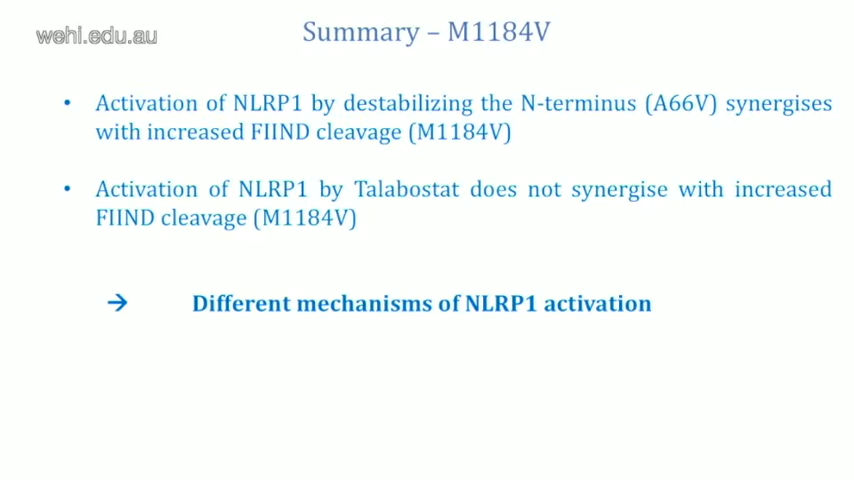 wehi.edu.au
Summary – M1184V
• Activation of NLRP1 by destabilizing the N-terminus (A66V) synergises
with increased FIIND cleavage (M1184V)
• Activation of NLRP1 by Talabostat does not synergise with increased
FIIND cleavage (M1184V)
→ Different mechanisms of NLRP1 activation